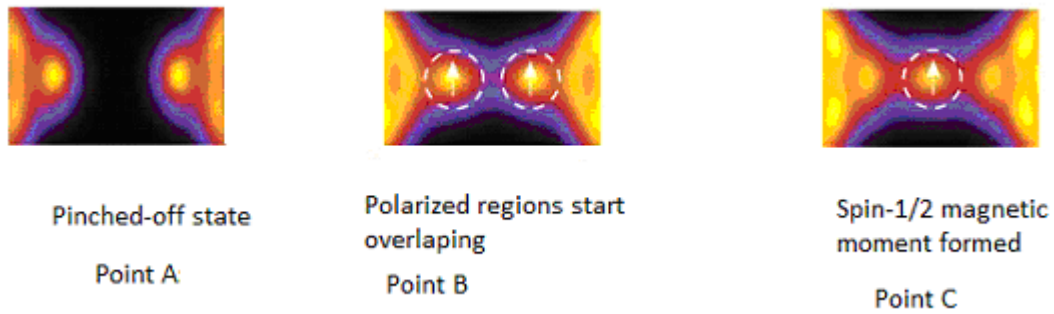 Pinched-off state
Point A
Polarized regions start
overlaping
Point B
Spin-1/2 magnetic
moment formed
Point C